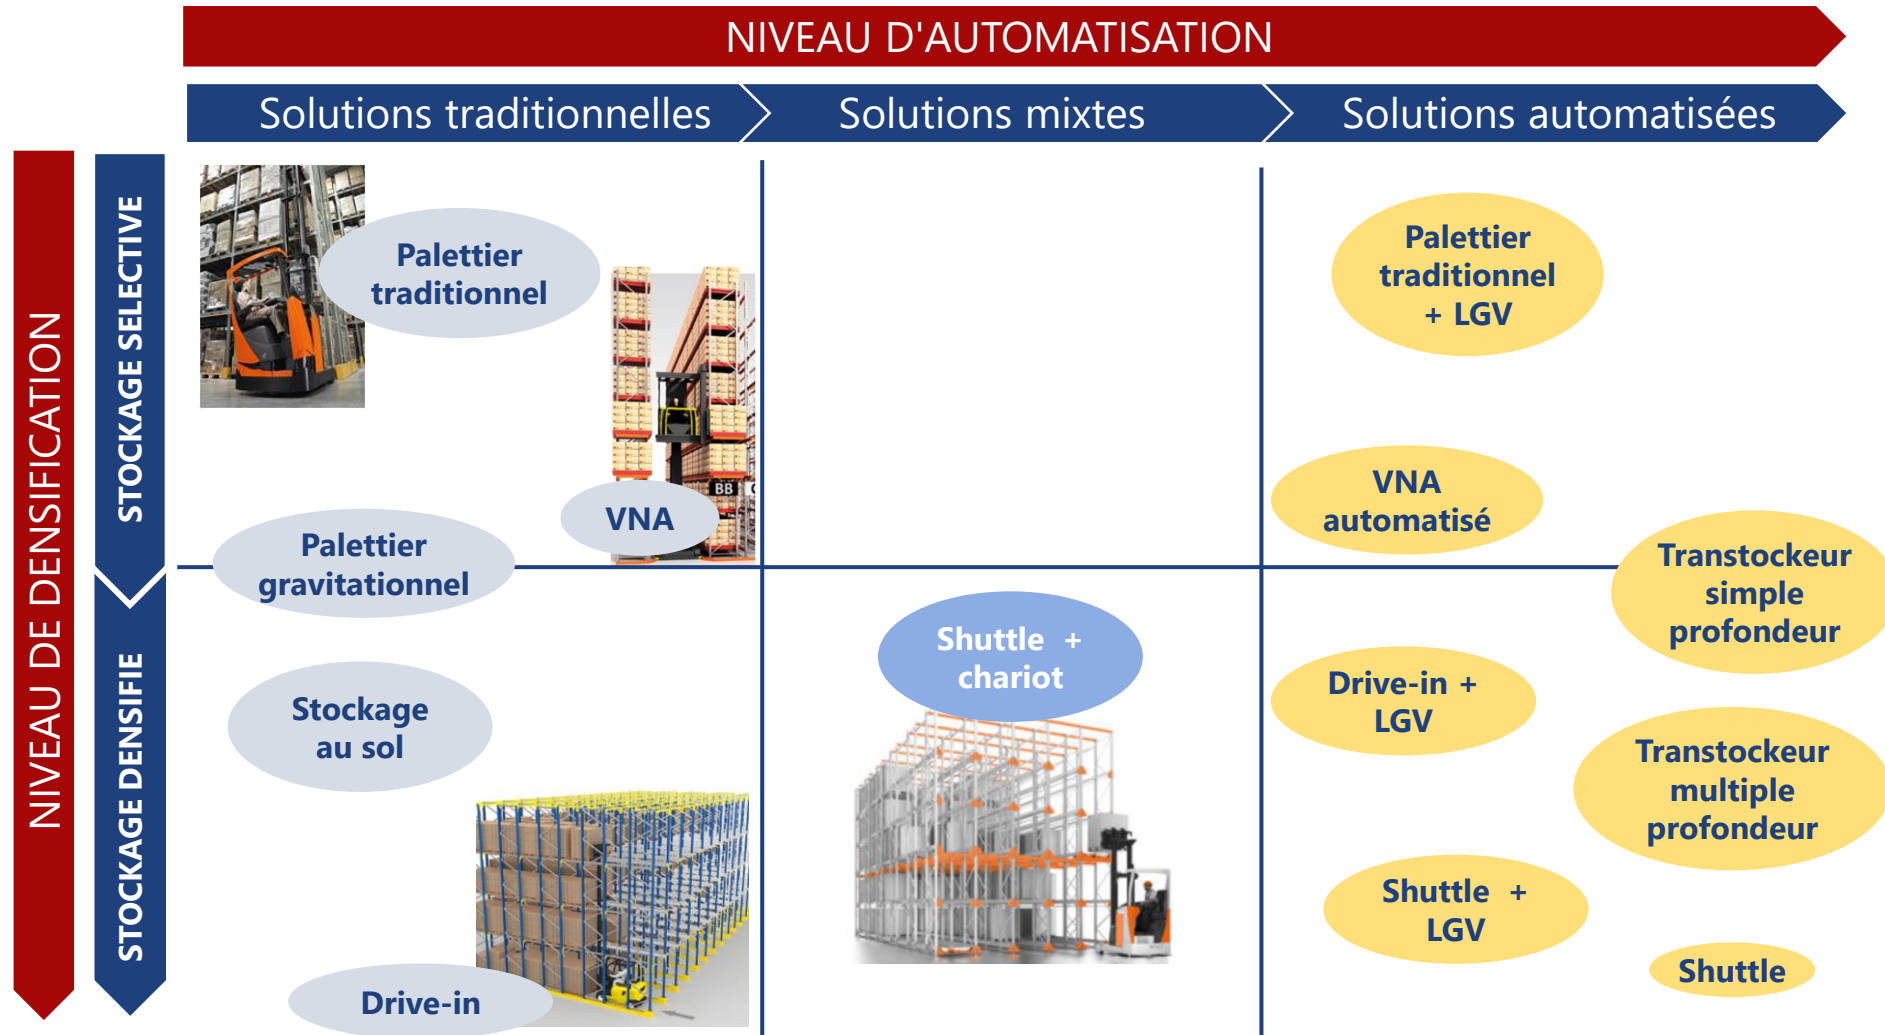 NIVEAU D'AUTOMATISATION
Solutions traditionnelles
Solutions mixtes
Solutions automatisées
NIVEAU DE DENSIFICATION
STOCKAGE SELECTIVE
STOCKAGE DENSIFIE
Palettier
traditionnel
VNA
BB
Palettier
gravitationnel
Stockage
au sol
Drive-in
Shuttle +
chariot
Palettier
traditionnel
+ LGV
VNA
automatisé
Transtockeur
simple
profondeur
Drive-in +
LGV
Transtockeur
multiple
profondeur
Shuttle +
LGV
Shuttle